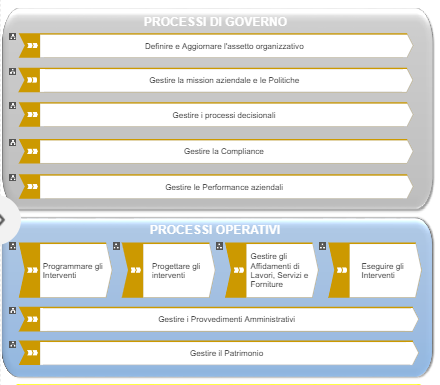 PROCESSI DI GOVERNO
Definire e Aggiornare l'assetto organizzativo
Gestire la mission aziendale e le Politiche
Gestire i processi decisionali
Gestire la Compliance
Gestire le Performance aziendali
PROCESSI OPERATIVI
Programmare gli
Interventi
Progettare gli
interventi
Gestire gli
Affidamenti di
Lavori, Servizi e
Forniture
Eseguire gli
Interventi
Gestire i Provvedimenti Amministrativi
Gestire il Patrimonio